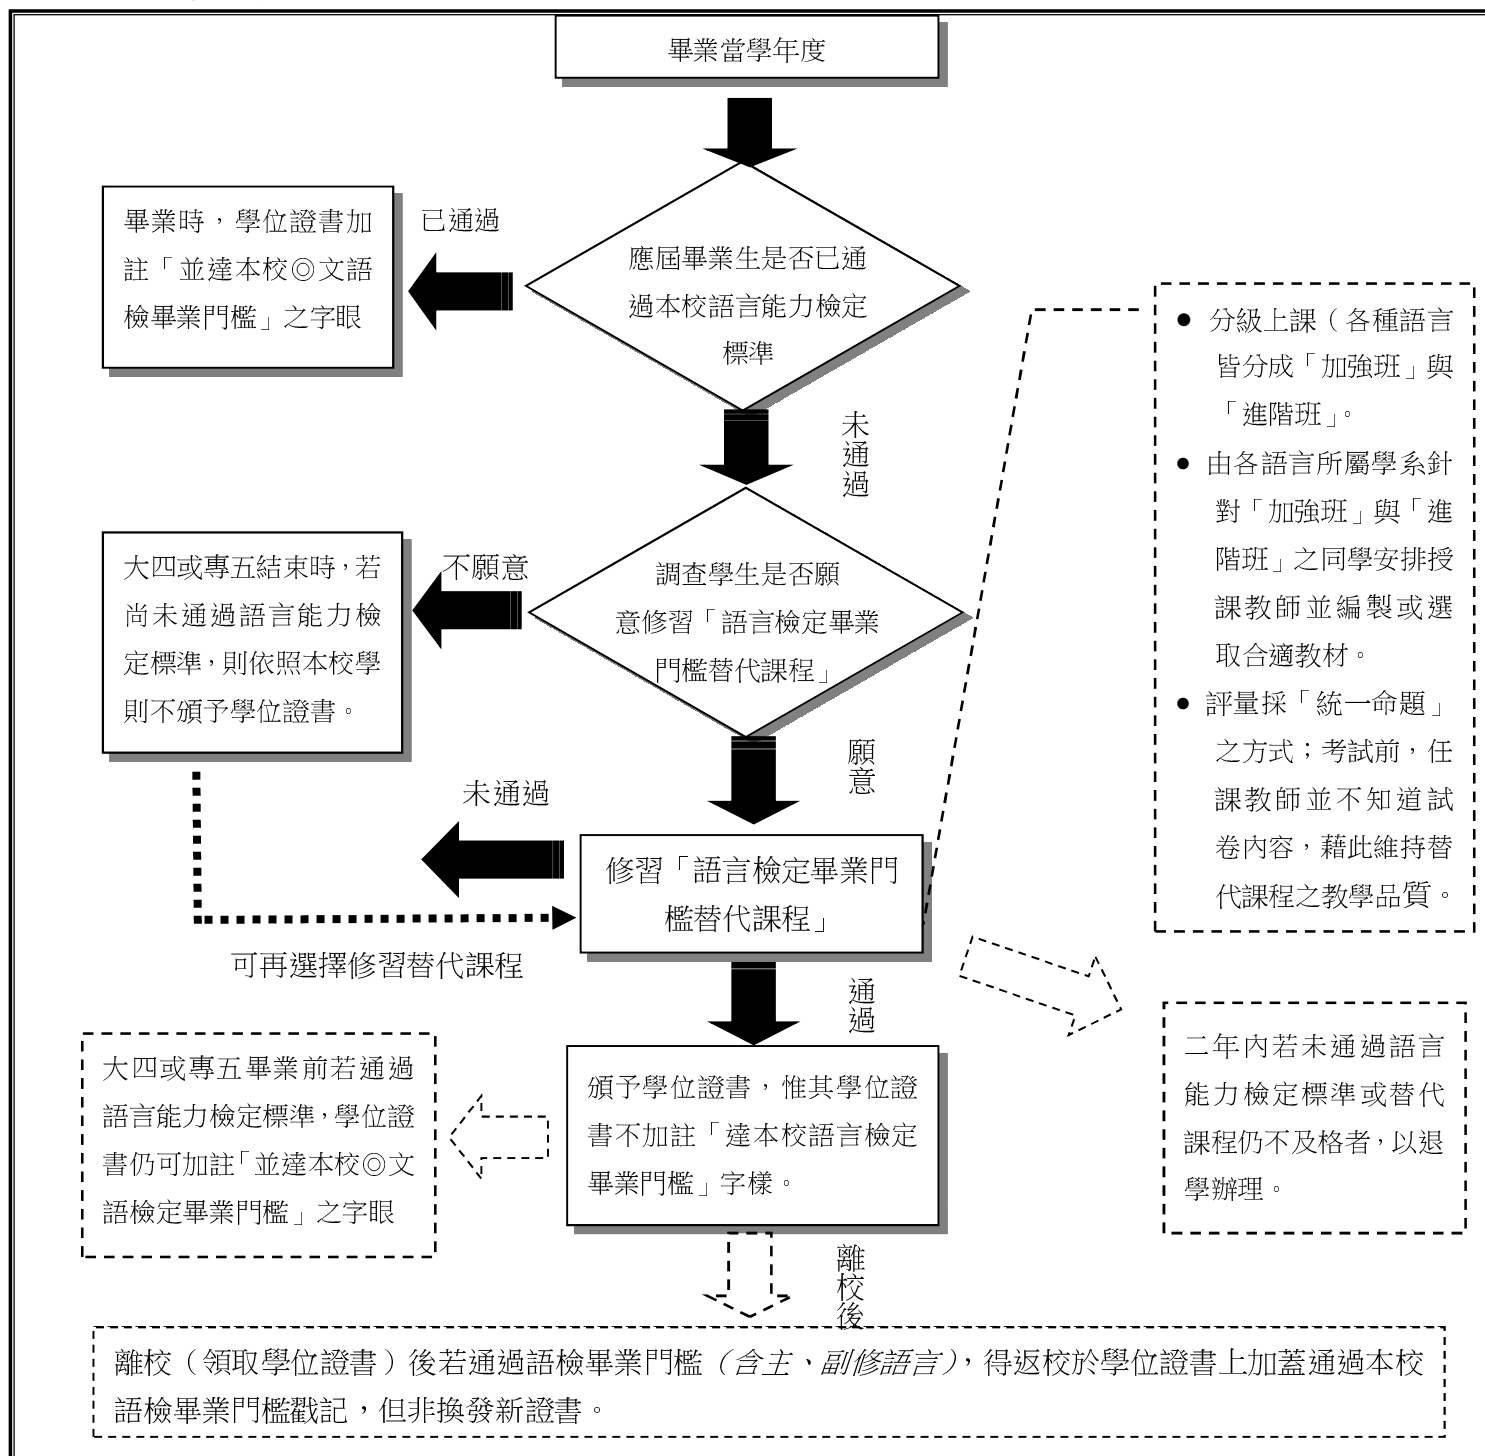 畢業當學年度
已通過
畢業時，學位證書加
註「並達本校◎文語
檢畢業門檻」之字眼
應屆畢業生是否已通
過本校語言能力檢定
標準
未通過
調查學生是否願
意修習「語言檢定畢業
門檻替代課程」
不願意
大四或專五結束時，若
尚未通過語言能力檢
定標準，則依照本校學
則不頒予學位證書。
願意
未通過
修習「語言檢定畢業門
檻替代課程」
可再選擇修習替代課程
● 分級上課（各種語言
皆分成「加強班」與
「進階班」。
● 由各語言所屬學系針
對「加強班」與「進
階班」之同學安排授
課教師並編製或選
取合適教材。
● 評量採「統一命題」
之方式；考試前，任
課教師並不知道試
卷內容，藉此維持替
代課程之教學品質。
通過
二年內若未通過語言
能力檢定標準或替代
課程仍不及格者，以退
學辦理。
頒予學位證書，惟其學位證
書不加註「達本校語言檢定
畢業門檻」字樣。
大四或專五畢業前若通過
語言能力檢定標準，學位證
書仍可加註「並達本校◎文
語檢定畢業門檻」之字眼
離校後
離校（領取學位證書）後若通過語檢畢業門檻（含主、副修語言），得返校於學位證書上加蓋通過本校
語檢畢業門檻戳記，但非換發新證書。